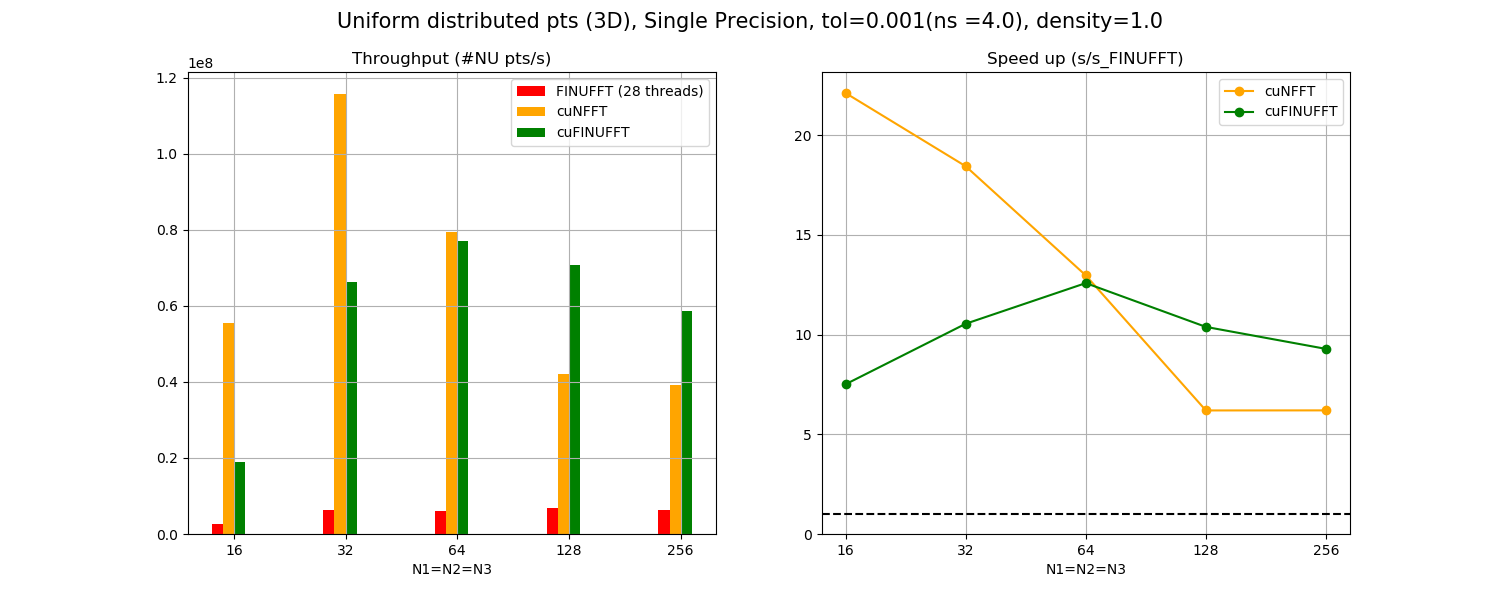 Uniform distributed pts (3D), Single Precision, tol=0.001(ns =4.0), density=1.0
Throughput (#NU pts/s)
1e8
1.2
1.0
0.8
0.6
0.4
0.2
0.0
FINUFFT (28 threads)
cuNFFT
cuFINUFFT
16 32 64 128 256
N1=N2=N3
Speed up (s/s_FINUFFT)
20
15
10
5
0
cuNFFT
cuFINUFFT
16 32 64 128 256
N1=N2=N3